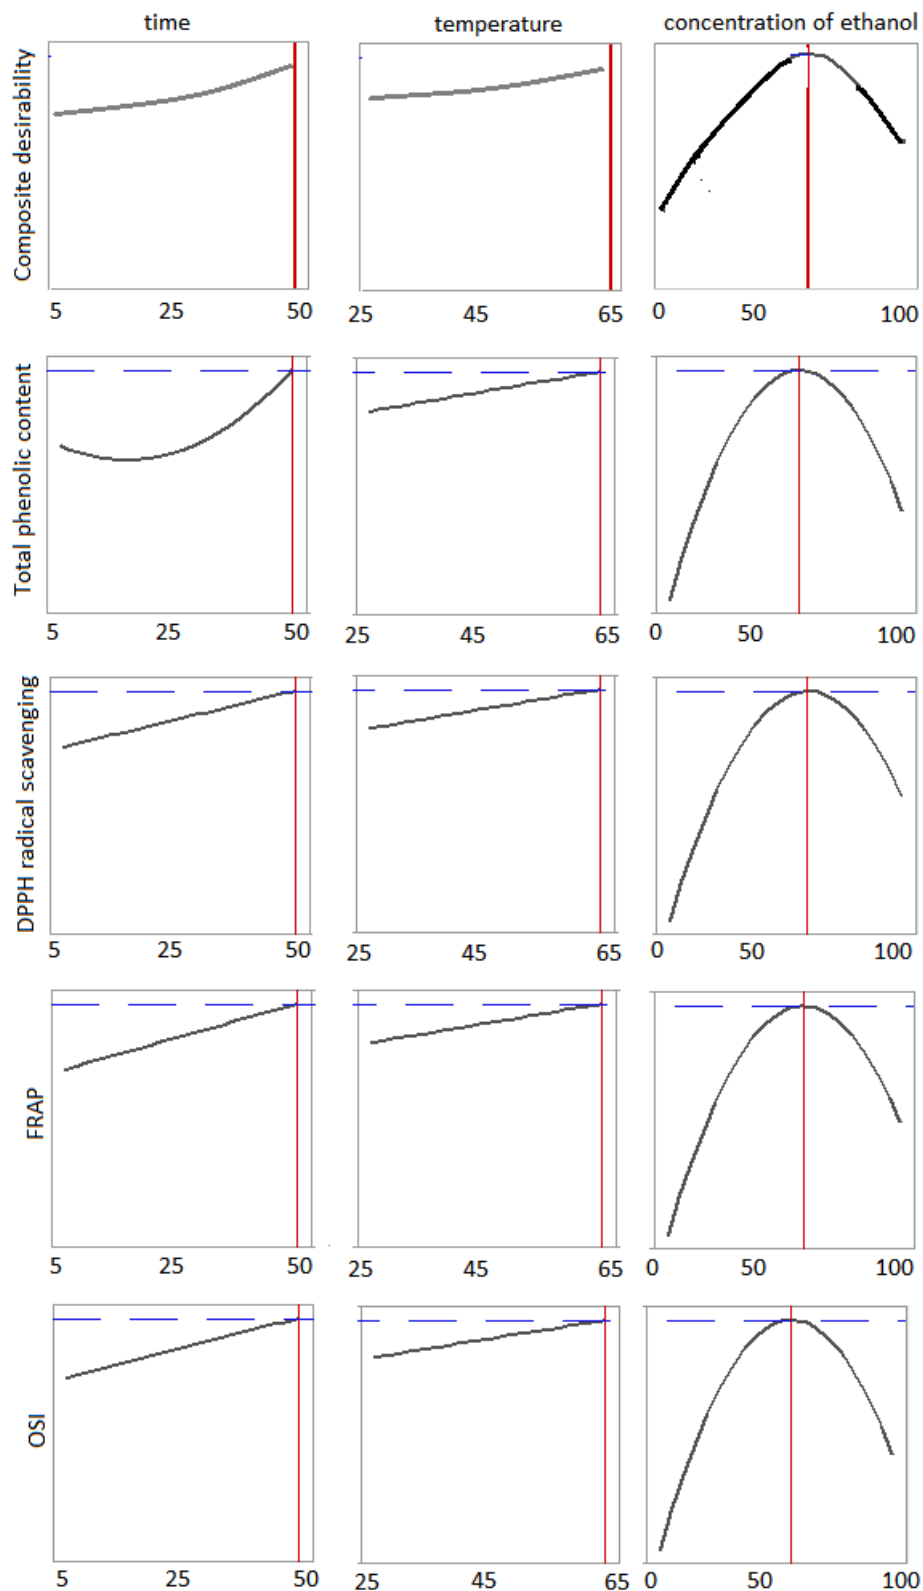 time temperature concentration of ethanol
Composite desirability
5 25 50 25 45 65 0 50 100
Total phenolic content
5 25 50 25 45 65 0 50 100
DPPH radical scavenging
5 25 50 25 45 65 0 50 100
FRAP
5 25 50 25 45 65 0 50 100
OSI
5 25 50 25 45 65 0 50 100